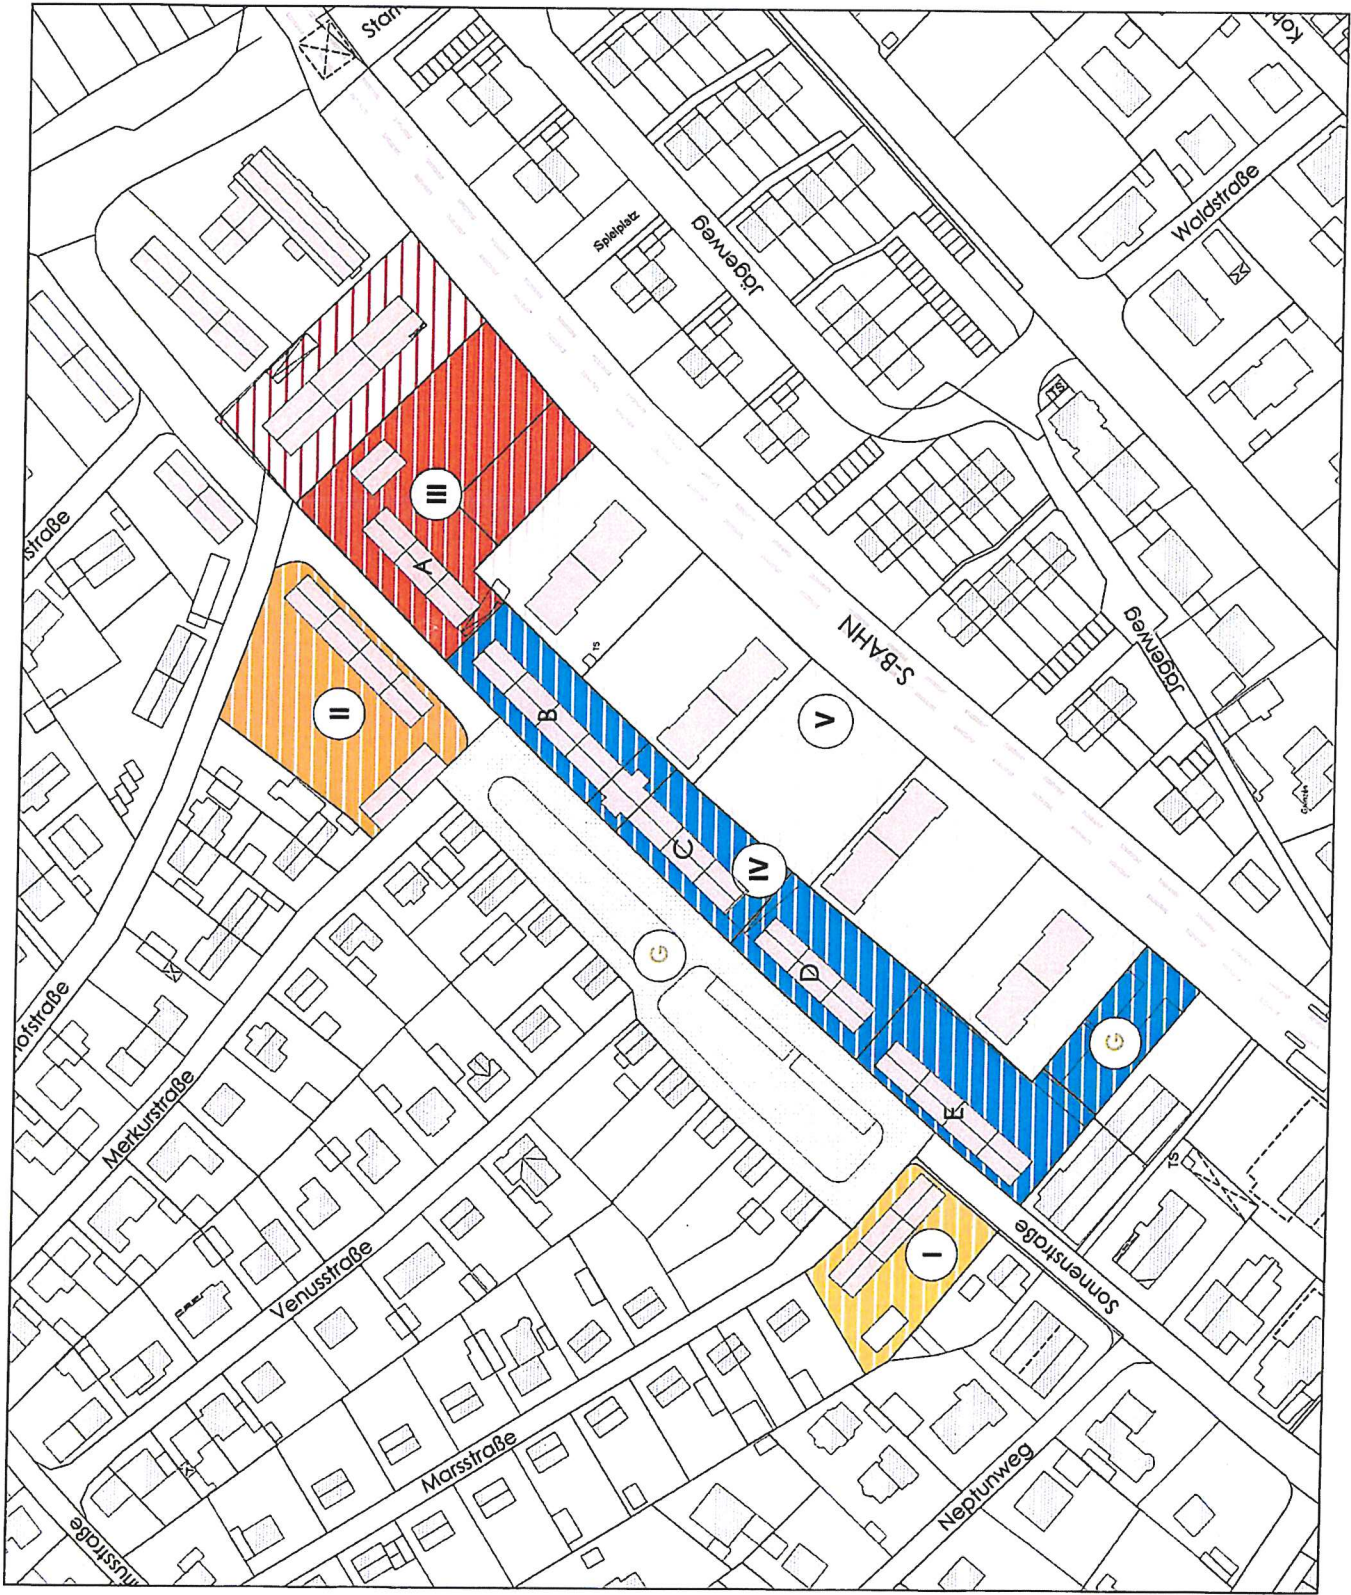 Spielplatz
Jägerweg
Waldstraße
TS
III
A
II
B
TS
S-BAHN
V
Jägerweg
C
IV
G
D
G
E
TS
I
Sonnenstraße
Merkurstraße
Venusstraße
Marsstraße
Neptunweg